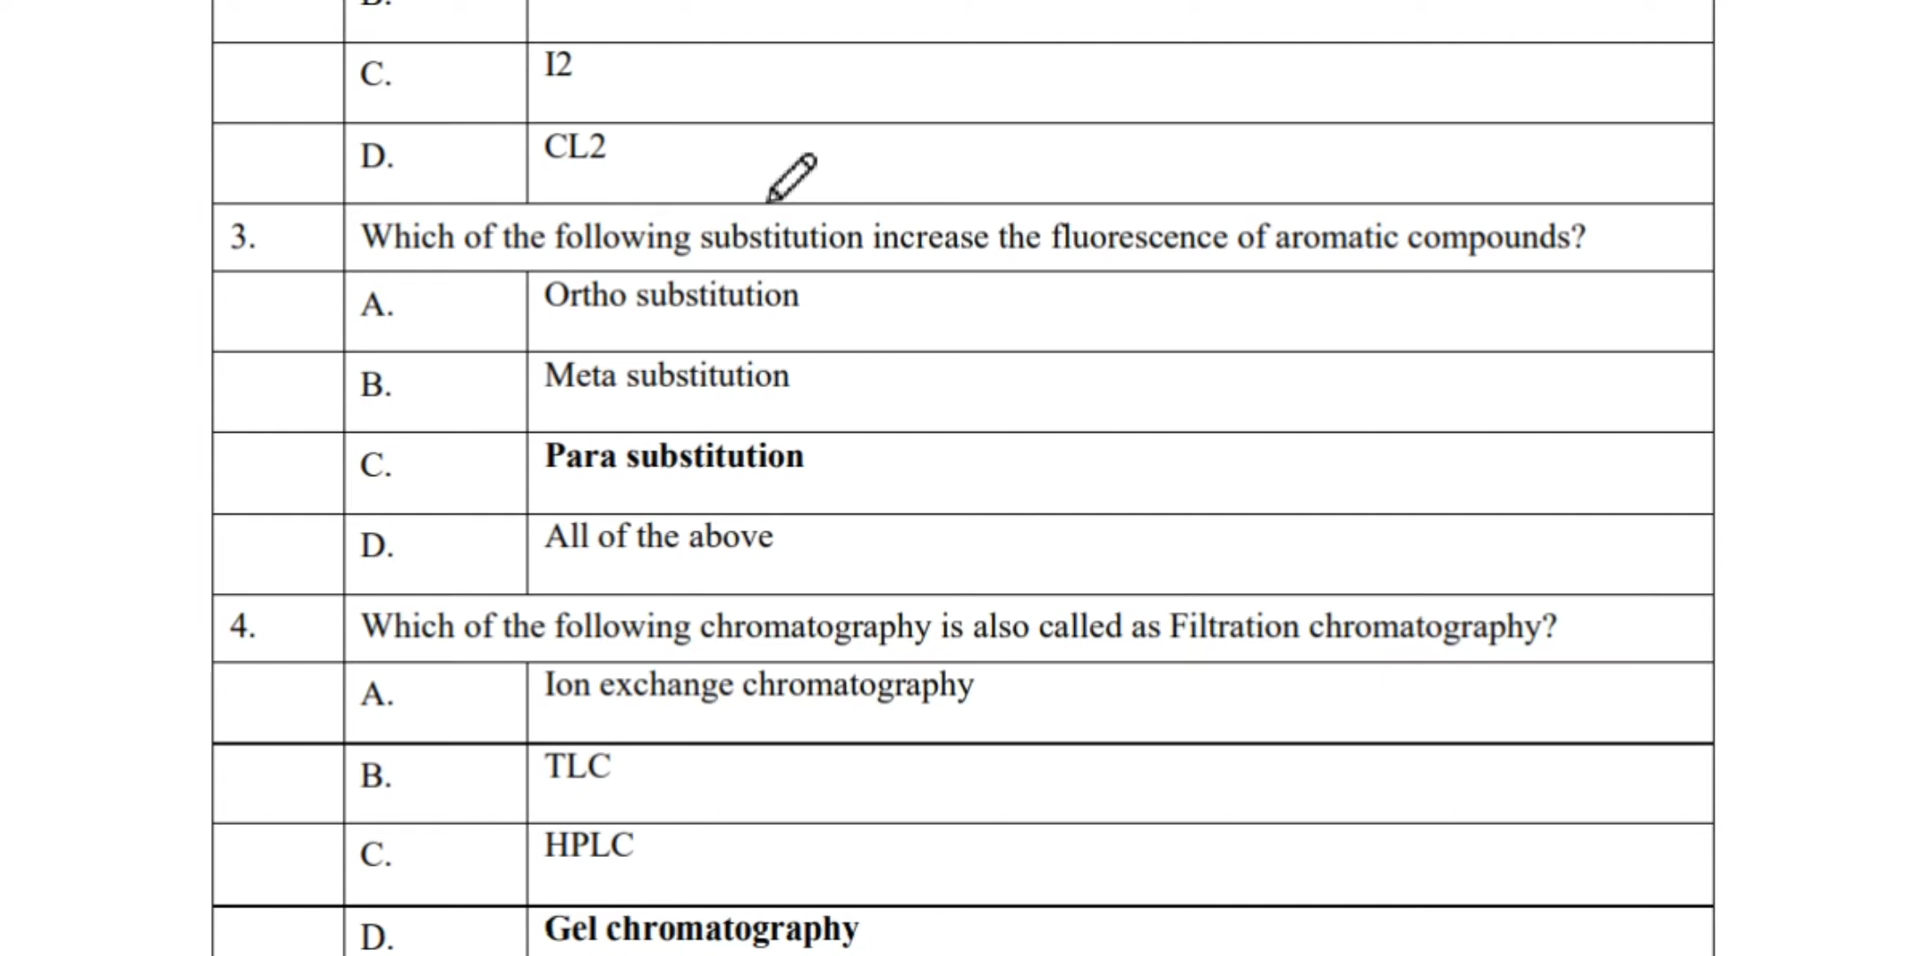 C. I2
D. CL2
3. Which of the following substitution increase the fluorescence of aromatic compounds?
A. Ortho substitution
B. Meta substitution
C. Para substitution
D. All of the above
4. Which of the following chromatography is also called as Filtration chromatography?
A. Ion exchange chromatography
B. TLC
C. HPLC
D. Gel chromatography